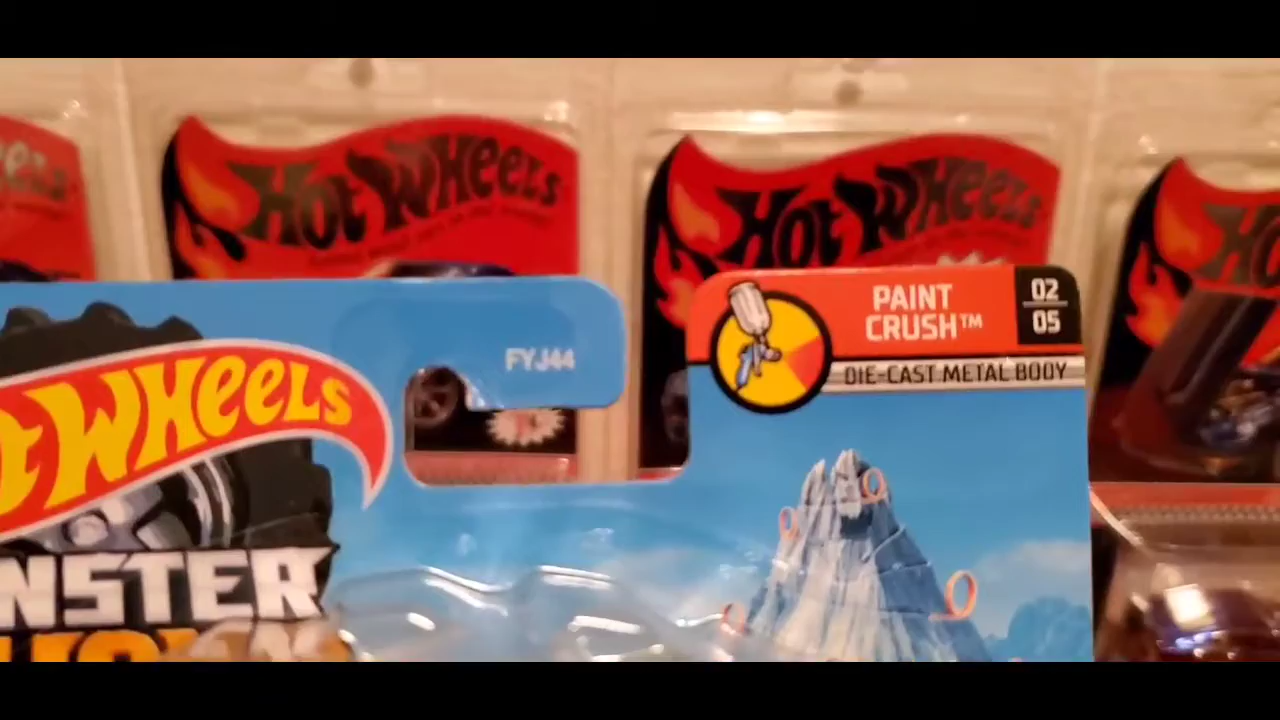 Hot Wheels
Hot Wheels
PAINT
CRUSH™
02
05
DIE-CAST METAL BODY
FYJ44
tWHeeLs
NSTER